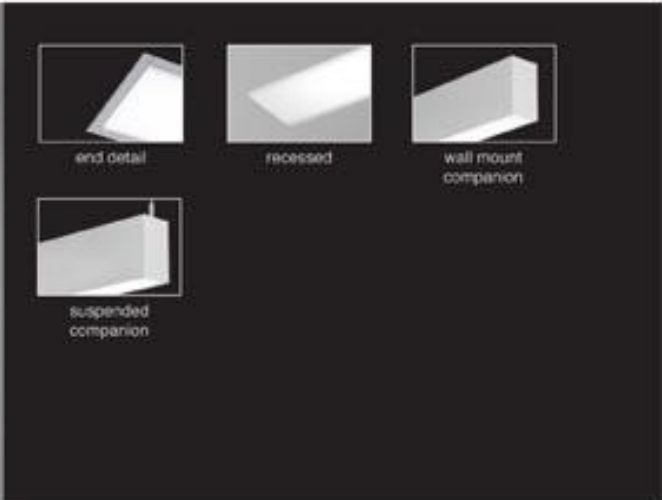 end detail
recessed
wall mount
companion
suspended
companion